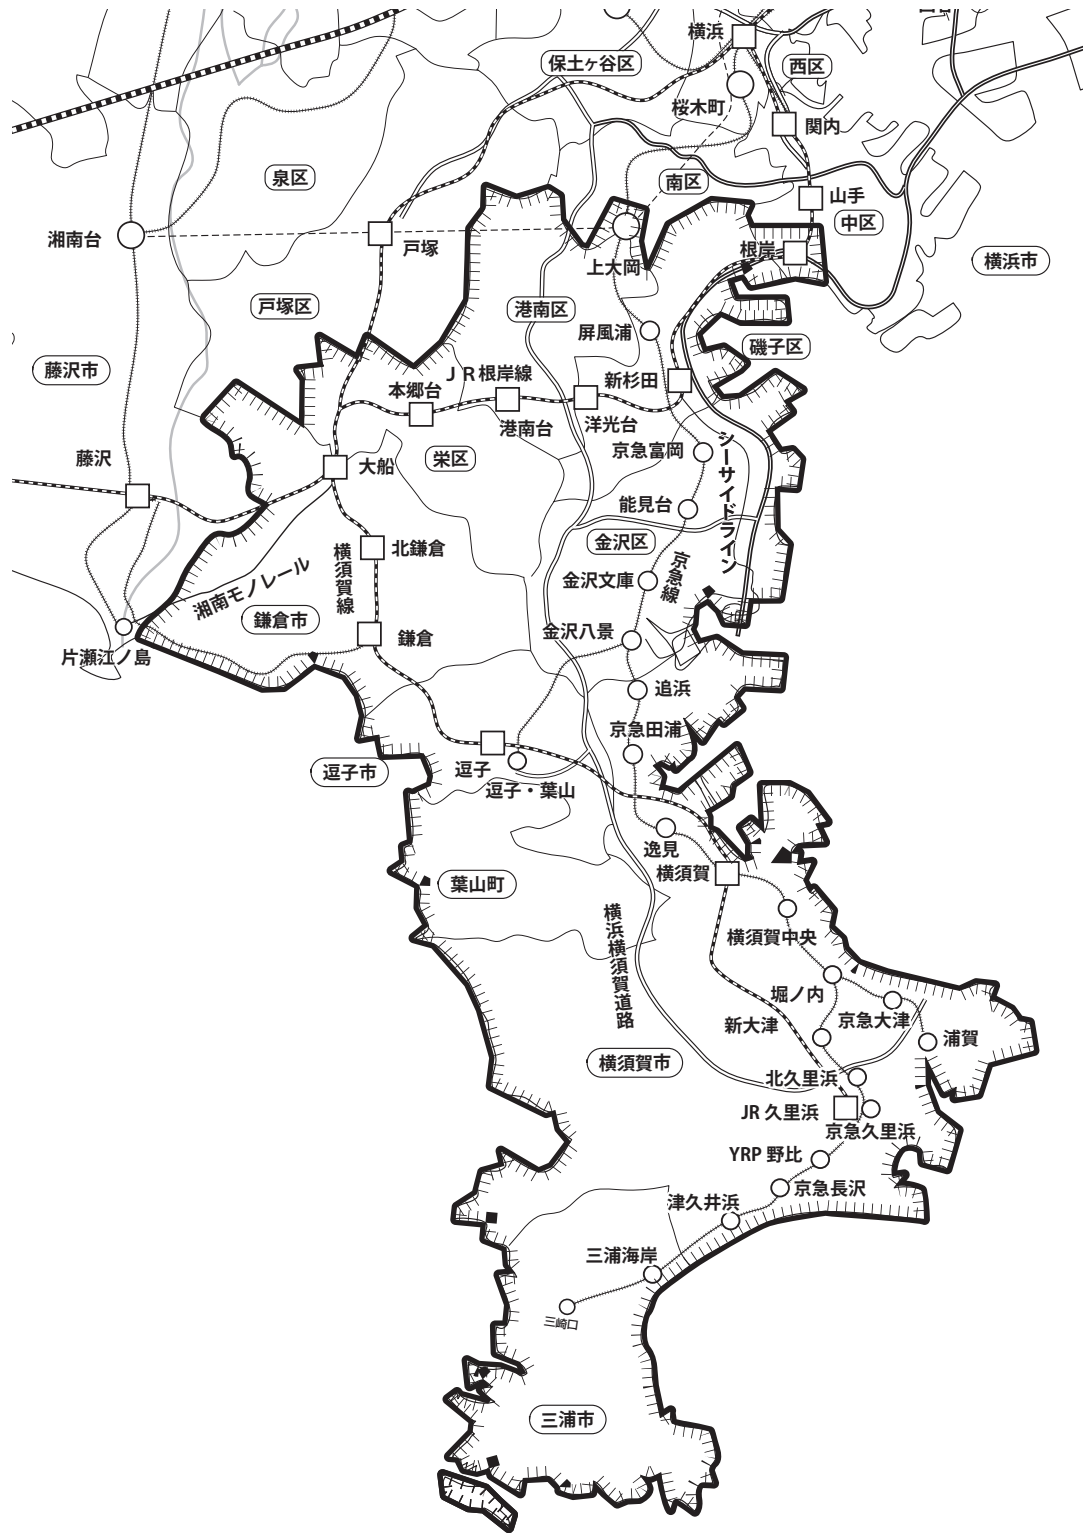 横浜
保土ヶ谷区
西区
桜木町
関内
泉区
南区
山手
中区
湘南台
戸塚
上大岡
根岸
横浜市
戸塚区
港南区
屏風浦
磯子区
藤沢市
ＪＲ根岸線
本郷台
新杉田
港南台
洋光台
藤沢
大船
栄区
京急富岡
シーサイドライン
能見台
金沢区
北鎌倉
横須賀線
京急線
金沢文庫
湘南モノレール
鎌倉市
鎌倉
金沢八景
片瀬江ノ島
追浜
京急田浦
逗子市
逗子
逗子・葉山
逸見
横須賀
葉山町
横浜横須賀道路
横須賀中央
堀ノ内
京急大津
新大津
浦賀
横須賀市
北久里浜
JR 久里浜
京急久里浜
YRP 野比
京急長沢
津久井浜
三浦海岸
三崎口
三浦市